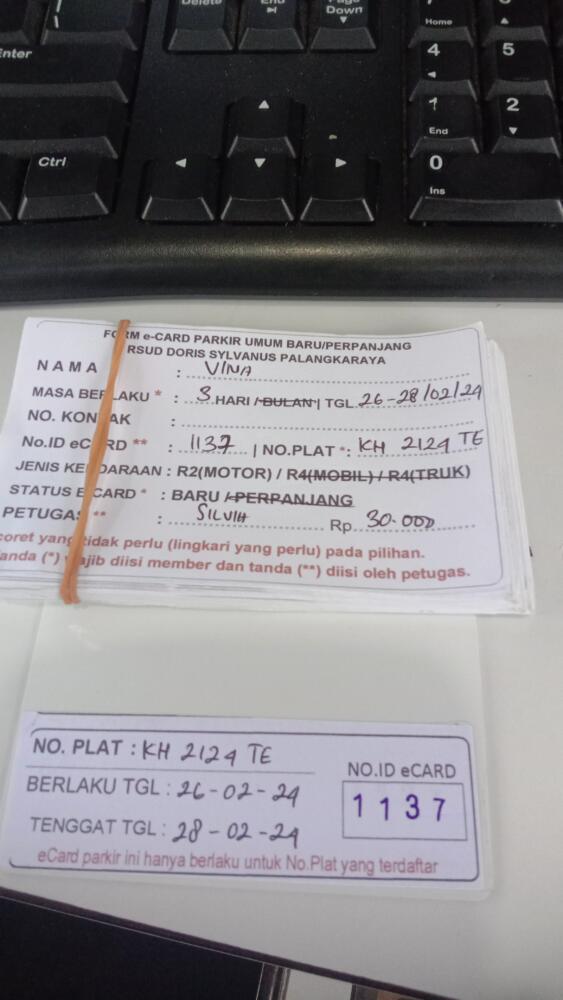 Delete
End
Page
Down
Home
Enter
4
5
1
End
2
Ctrl
0
Ins
FORM e-CARD PARKIR UMUM BARU/PERPANJANG
RSUD DORIS SYLVANUS PALANGKARAYA
NAMA : VINA
MASA BERLAKU * : 3 HARI / BULAN | TGL 26-28/02/24
NO. KONTAK :
No.ID eCARD ** : 1137 | NO.PLAT *: KH 2124 TE
JENIS KENDARAAN : R2(MOTOR) / R4(MOBIL) / R4(TRUK)
STATUS E CARD * : BARU / PERPANJANG
PETUGAS ** : SILVIA Rp 30.000
coret yang tidak perlu (lingkari yang perlu) pada pilihan.
anda (*) wajib diisi member dan tanda (**) diisi oleh petugas.
NO. PLAT : KH 2124 TE
NO.ID eCARD
BERLAKU TGL : 26-02-24
1137
TENGGAT TGL : 28-02-24
eCard parkir ini hanya berlaku untuk No.Plat yang terdaftar